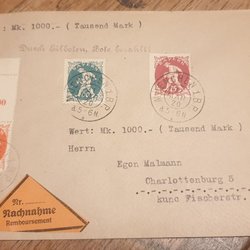 : Mk. 1000.- ( Tausend Mark )
Durch Eilboten, Bote bezahlt!
Wert: Mk. 1000.- ( Tausend Mark )
Herrn
Egon Malmann
Charlottenburg 5
Nr.
Nachnahme
Remboursement